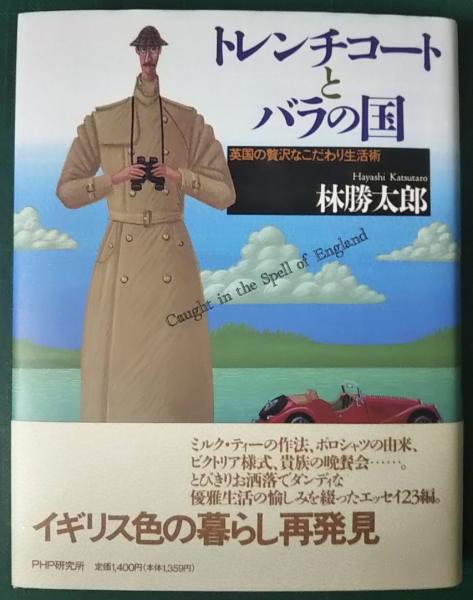 トレンチコート
と
バラの国
英国の贅沢なこだわり生活術
Hayashi Katsutaro
林勝太郎
Caught in the Spell of England
ミルク・ティーの作法、ポロシャツの由来、
ビクトリア様式、貴族の晩餐会……。
とびきりお洒落でダンディな
優雅生活の愉しみを綴ったエッセイ23編。
イギリス色の暮らし再発見
PHP研究所 定価1,400円(本体1,359円)